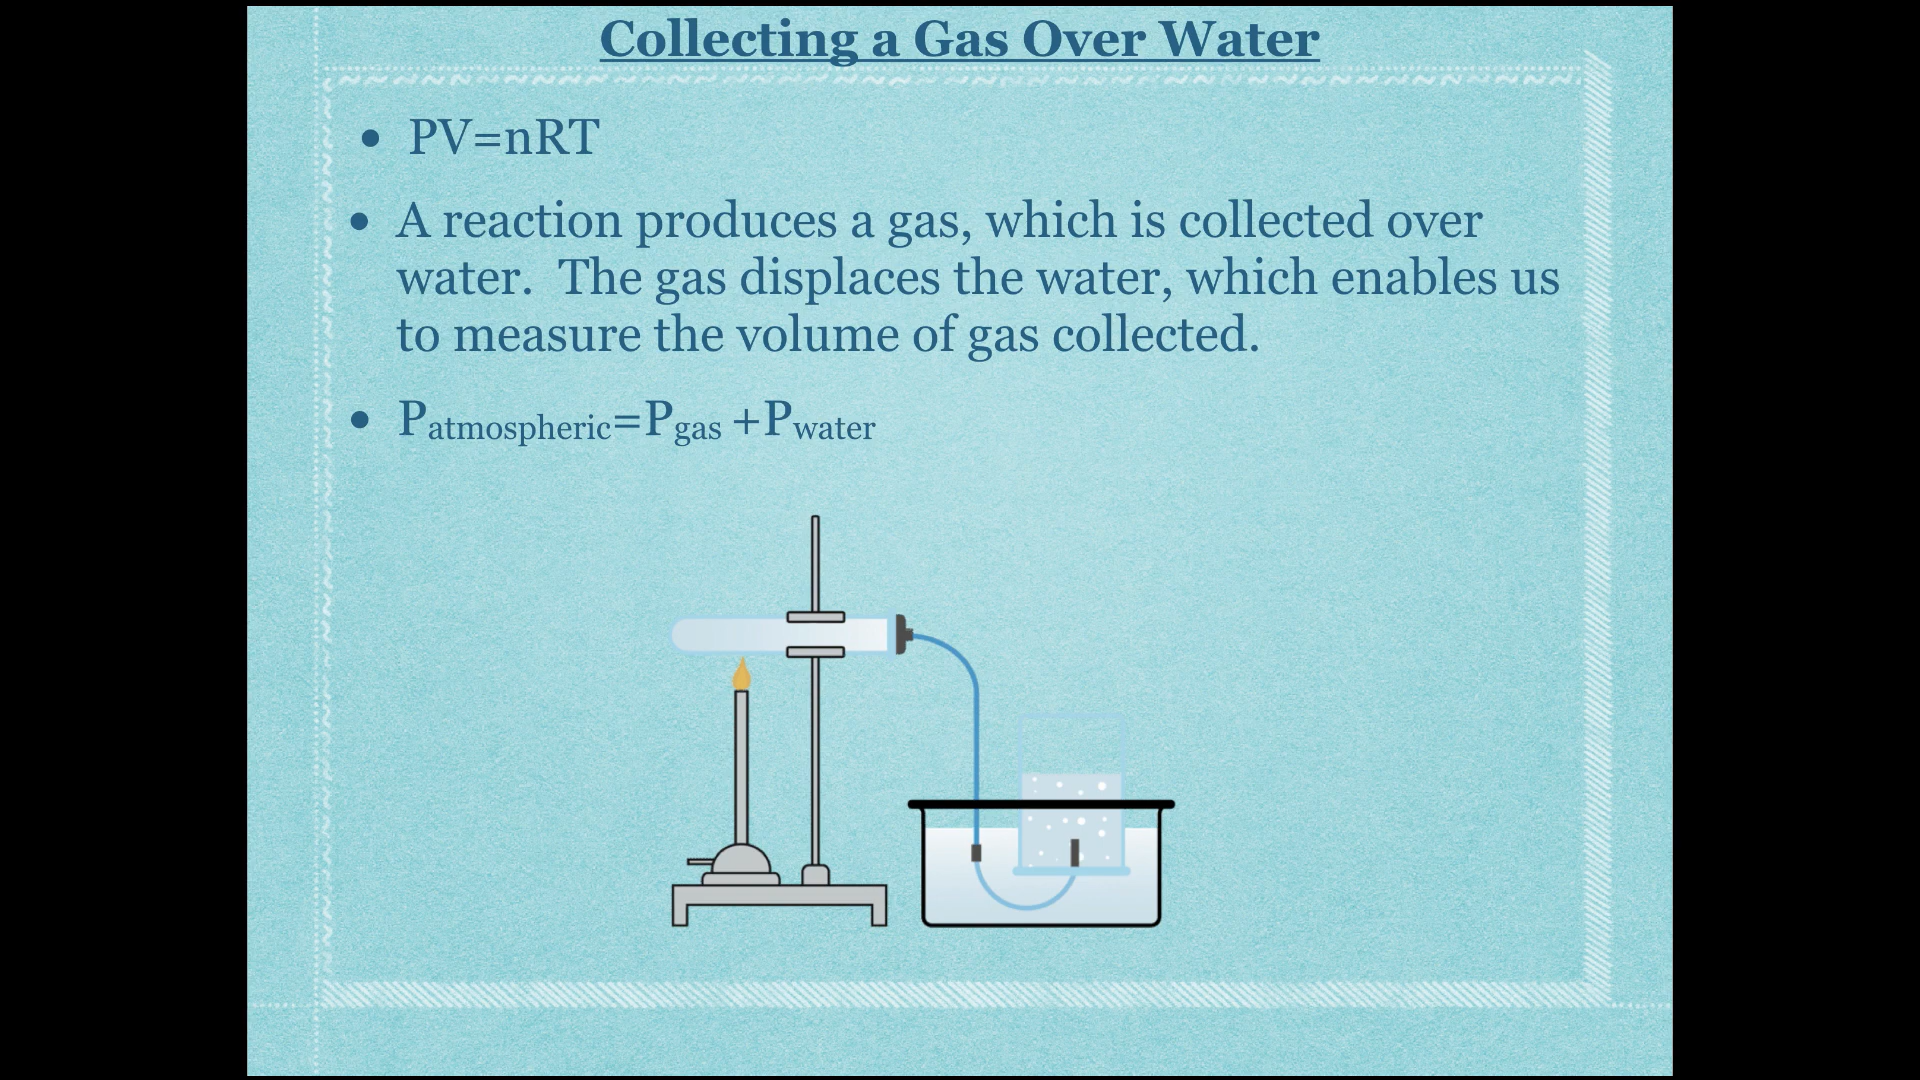 Collecting a Gas Over Water
• PV=nRT
• A reaction produces a gas, which is collected over
water.  The gas displaces the water, which enables us
to measure the volume of gas collected.
• Patmospheric=Pgas +Pwater